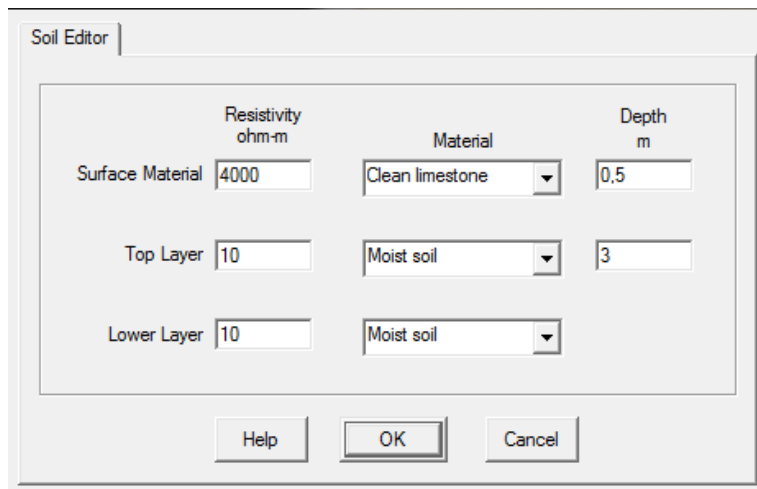 Soil Editor
Resistivity
ohm-m
Material
Depth
m
Surface Material 4000 Clean limestone 0,5
Top Layer 10 Moist soil 3
Lower Layer 10 Moist soil
Help OK Cancel